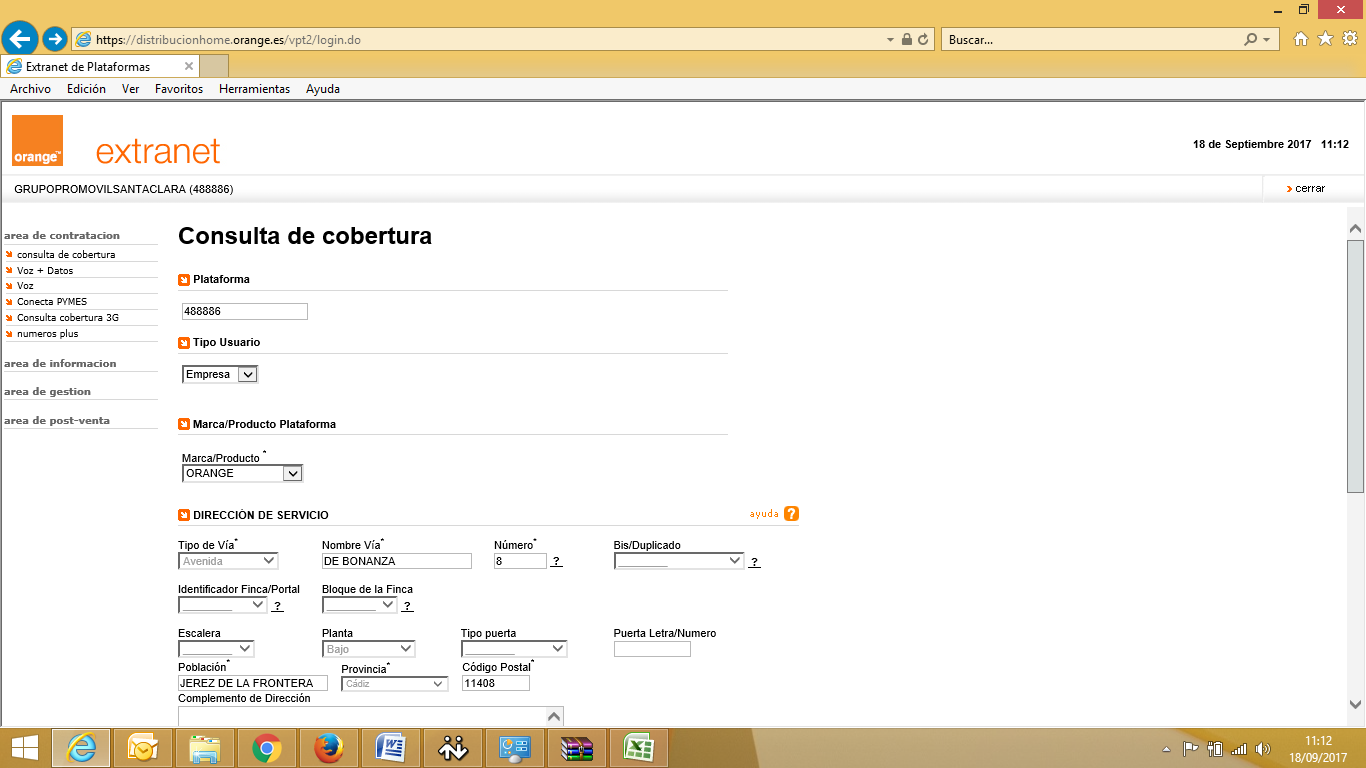 https://distribucionhome.orange.es/vpt2/login.do
Buscar...
Extranet de Plataformas
Archivo Edición Ver Favoritos Herramientas Ayuda
orange™
extranet
18 de Septiembre 2017 11:12
GRUPOPROMOVILSANTACLARA (488886)
cerrar
area de contratacion
consulta de cobertura
Voz + Datos
Voz
Conecta PYMES
Consulta cobertura 3G
numeros plus
area de informacion
area de gestion
area de post-venta
Consulta de cobertura
Plataforma
488886
Tipo Usuario
Empresa
Marca/Producto Plataforma
Marca/Producto *
ORANGE
DIRECCIÓN DE SERVICIO
ayuda ?
Tipo de Vía* Nombre Vía* Número* Bis/Duplicado
Avenida DE BONANZA 8 ? ________ ?
Identificador Finca/Portal Bloque de la Finca
________ ? ________ ?
Escalera Planta Tipo puerta Puerta Letra/Numero
________ Bajo ________
Población* Provincia* Código Postal*
JEREZ DE LA FRONTERA Cádiz 11408
Complemento de Dirección
11:12
18/09/2017